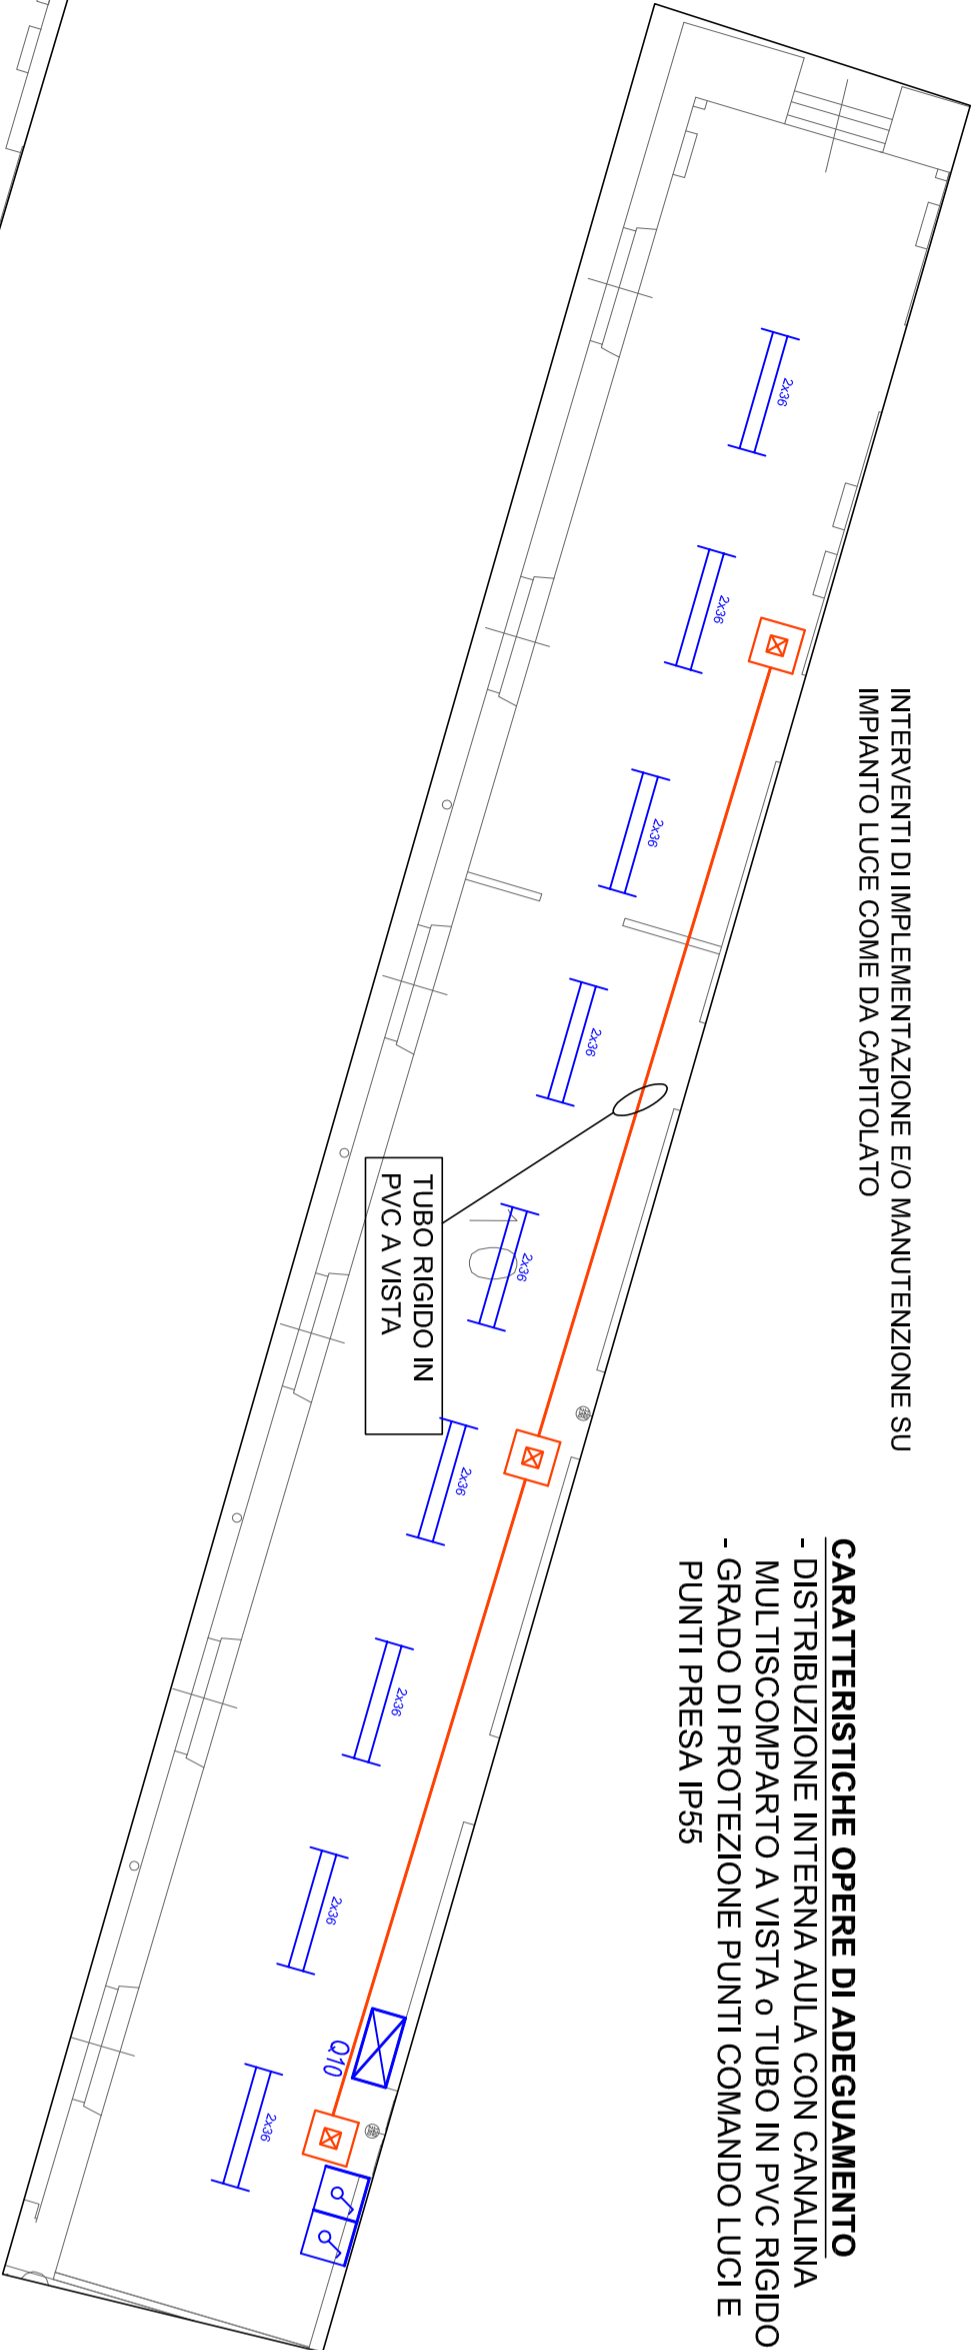 INTERVENTI DI IMPLEMENTAZIONE E/O MANUTENZIONE SU
IMPIANTO LUCE COME DA CAPITOLATO
CARATTERISTICHE OPERE DI ADEGUAMENTO
- DISTRIBUZIONE INTERNA AULA CON CANALINA
MULTISCOMPARTO A VISTA o TUBO IN PVC RIGIDO
- GRADO DI PROTEZIONE PUNTI COMANDO LUCI E
PUNTI PRESA IP55
2x36
2x36
2x36
2x36
10
2x36
TUBO RIGIDO IN
PVC A VISTA
2x36
2x36
2x36
Q10
2x36